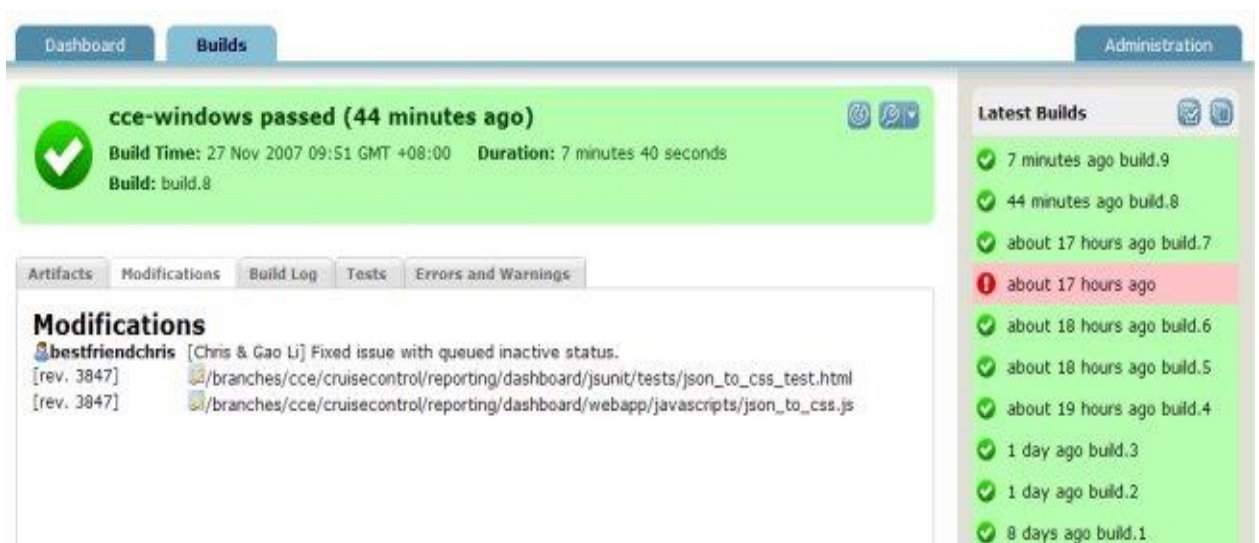 Dashboard
Builds
Administration
cce-windows passed (44 minutes ago)
Build Time: 27 Nov 2007 09:51 GMT +08:00 Duration: 7 minutes 40 seconds
Build: build.8
Artifacts
Modifications
Build Log
Tests
Errors and Warnings
Modifications
bestfriendchris [Chris & Gao Li] Fixed issue with queued inactive status.
[rev. 3847] /branches/cce/cruisecontrol/reporting/dashboard/jsunit/tests/json_to_css_test.html
[rev. 3847] /branches/cce/cruisecontrol/reporting/dashboard/webapp/javascripts/json_to_css.js
Latest Builds
7 minutes ago build.9
44 minutes ago build.8
about 17 hours ago build.7
about 17 hours ago
about 18 hours ago build.6
about 18 hours ago build.5
about 19 hours ago build.4
1 day ago build.3
1 day ago build.2
8 days ago build.1